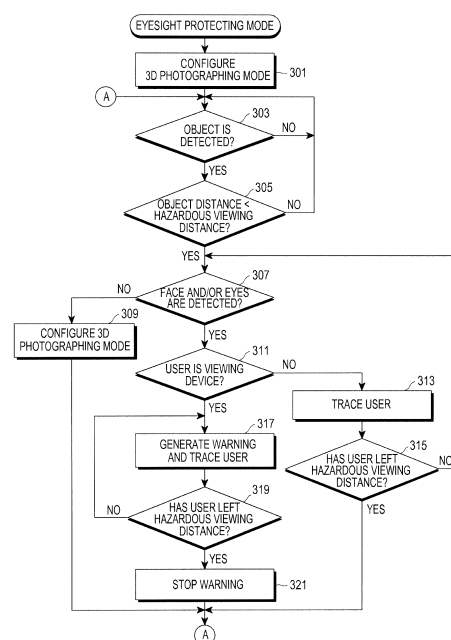 EYESIGHT PROTECTING MODE
CONFIGURE
3D PHOTOGRAPHING MODE
301
A
303
OBJECT IS
DETECTED?
NO
YES
305
OBJECT DISTANCE <
HAZARDOUS VIEWING
DISTANCE?
NO
YES
307
NO
FACE AND/OR EYES
ARE DETECTED?
309
YES
CONFIGURE 3D
PHOTOGRAPHING MODE
311
USER IS VIEWING
DEVICE?
NO
313
YES
TRACE USER
317
GENERATE WARNING
AND TRACE USER
315
HAS USER LEFT
HAZARDOUS VIEWING
DISTANCE?
NO
319
NO
HAS USER LEFT
HAZARDOUS VIEWING
DISTANCE?
YES
YES
STOP WARNING
321
A